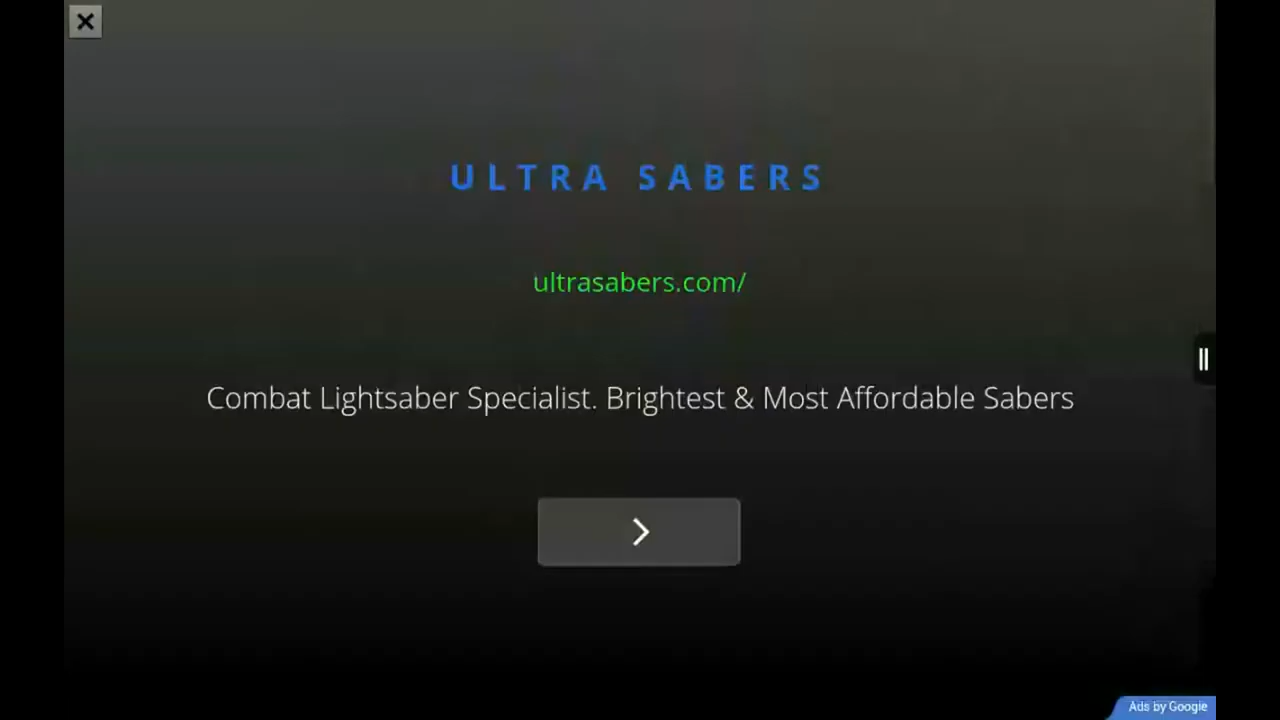 ULTRA SABERS
ultrasabers.com/
Combat Lightsaber Specialist. Brightest & Most Affordable Sabers
Ads by Google